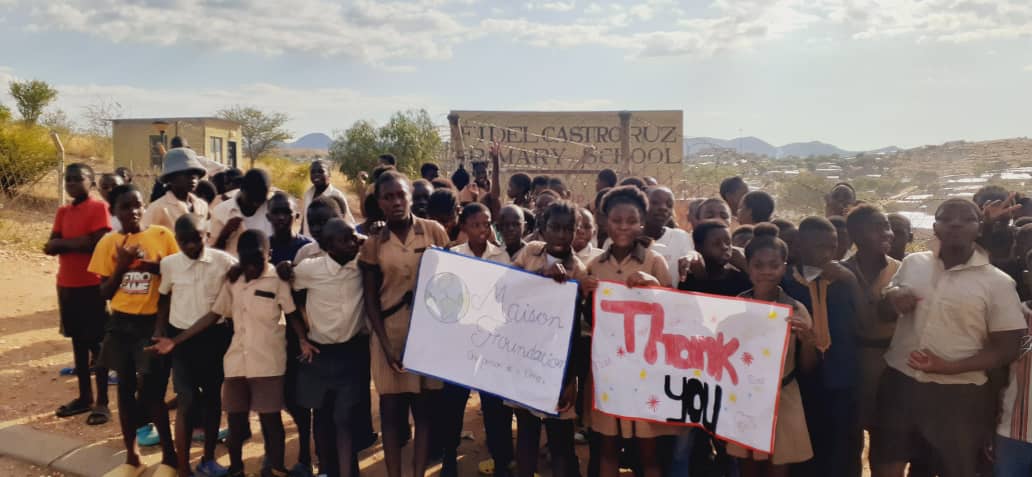 FIDEL CASTRO RUZ
PRIMARY SCHOOL
Maison
Foundation
Thank
YOU